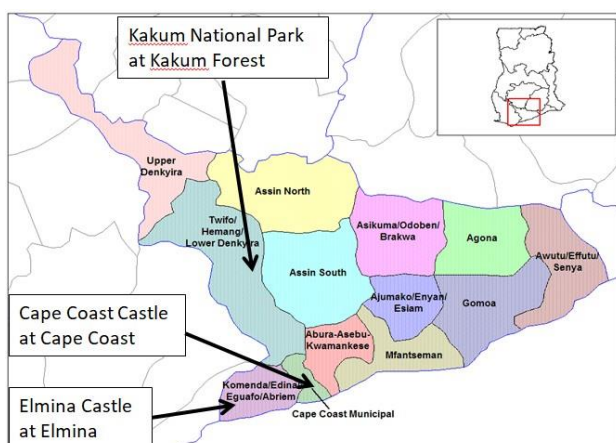 Kakum National Park
at Kakum Forest
Upper
Denkyira
Assin North
Twifo/
Hemang/
Lower Denkyira
Asikuma/Odoben/
Brakwa
Agona
Awutu/Effutu/
Senya
Assin South
Ajumako/Enyan/
Esiam
Gomoa
Cape Coast Castle
at Cape Coast
Abura-Asebu-
Kwamankese
Mfantseman
Elmina Castle
at Elmina
Komenda/Edina/
Eguafo/Abriem
Cape Coast Municipal